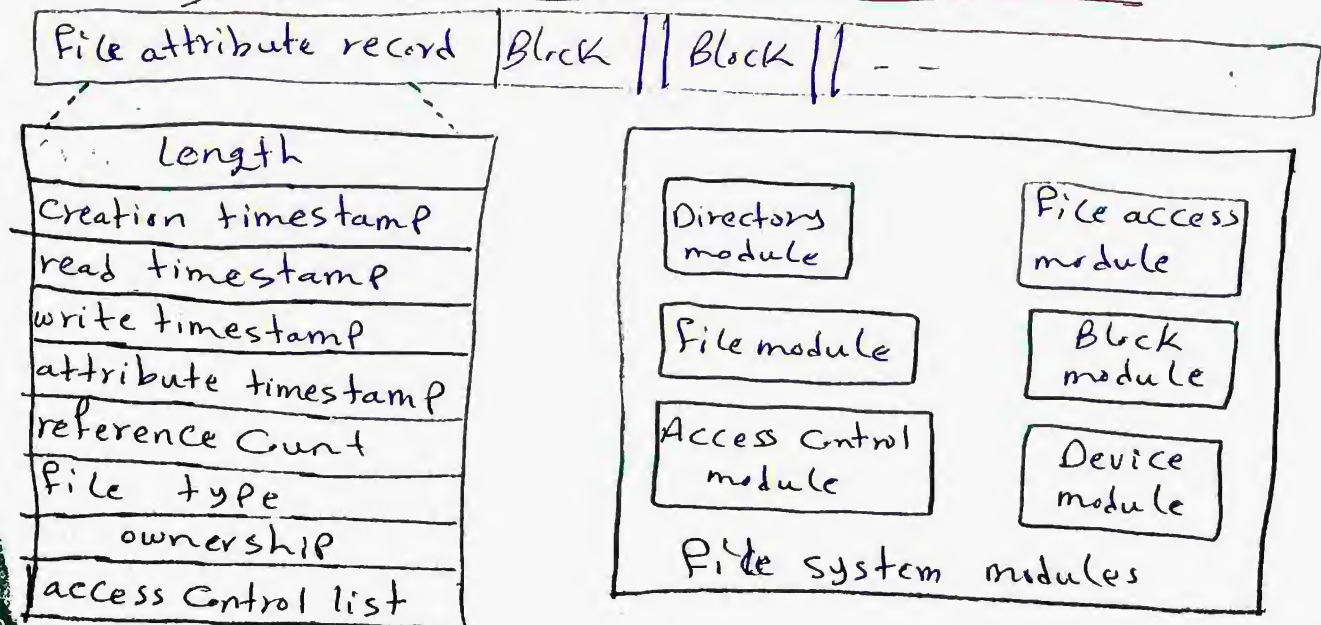 File attribute record Block Block - -
Length
Creation timestamp
read timestamp
write timestamp
attribute timestamp
reference Count
file type
ownership
access Control list
Directory
module
File access
module
File module
Block
module
Access Control
module
Device
module
File system modules